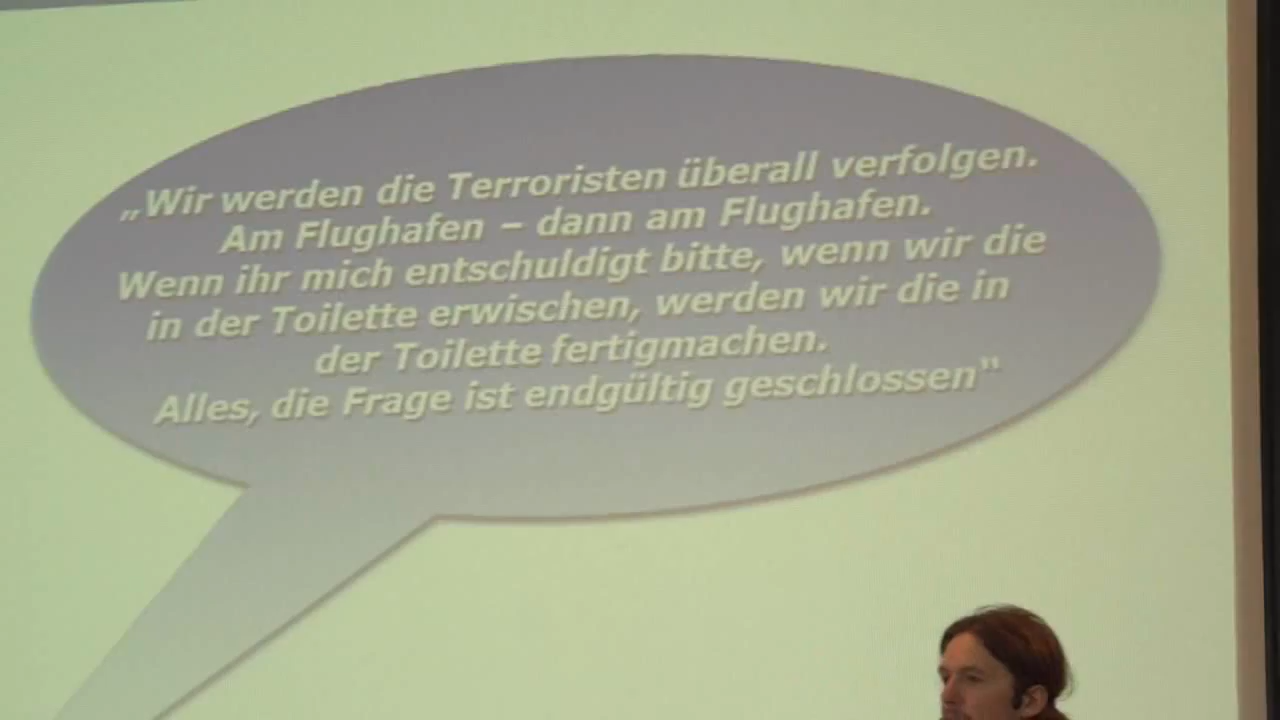 „Wir werden die Terroristen überall verfolgen.
Am Flughafen – dann am Flughafen.
Wenn ihr mich entschuldigt bitte, wenn wir die
in der Toilette erwischen, werden wir die in
der Toilette fertigmachen.
Alles, die Frage ist endgültig geschlossen“